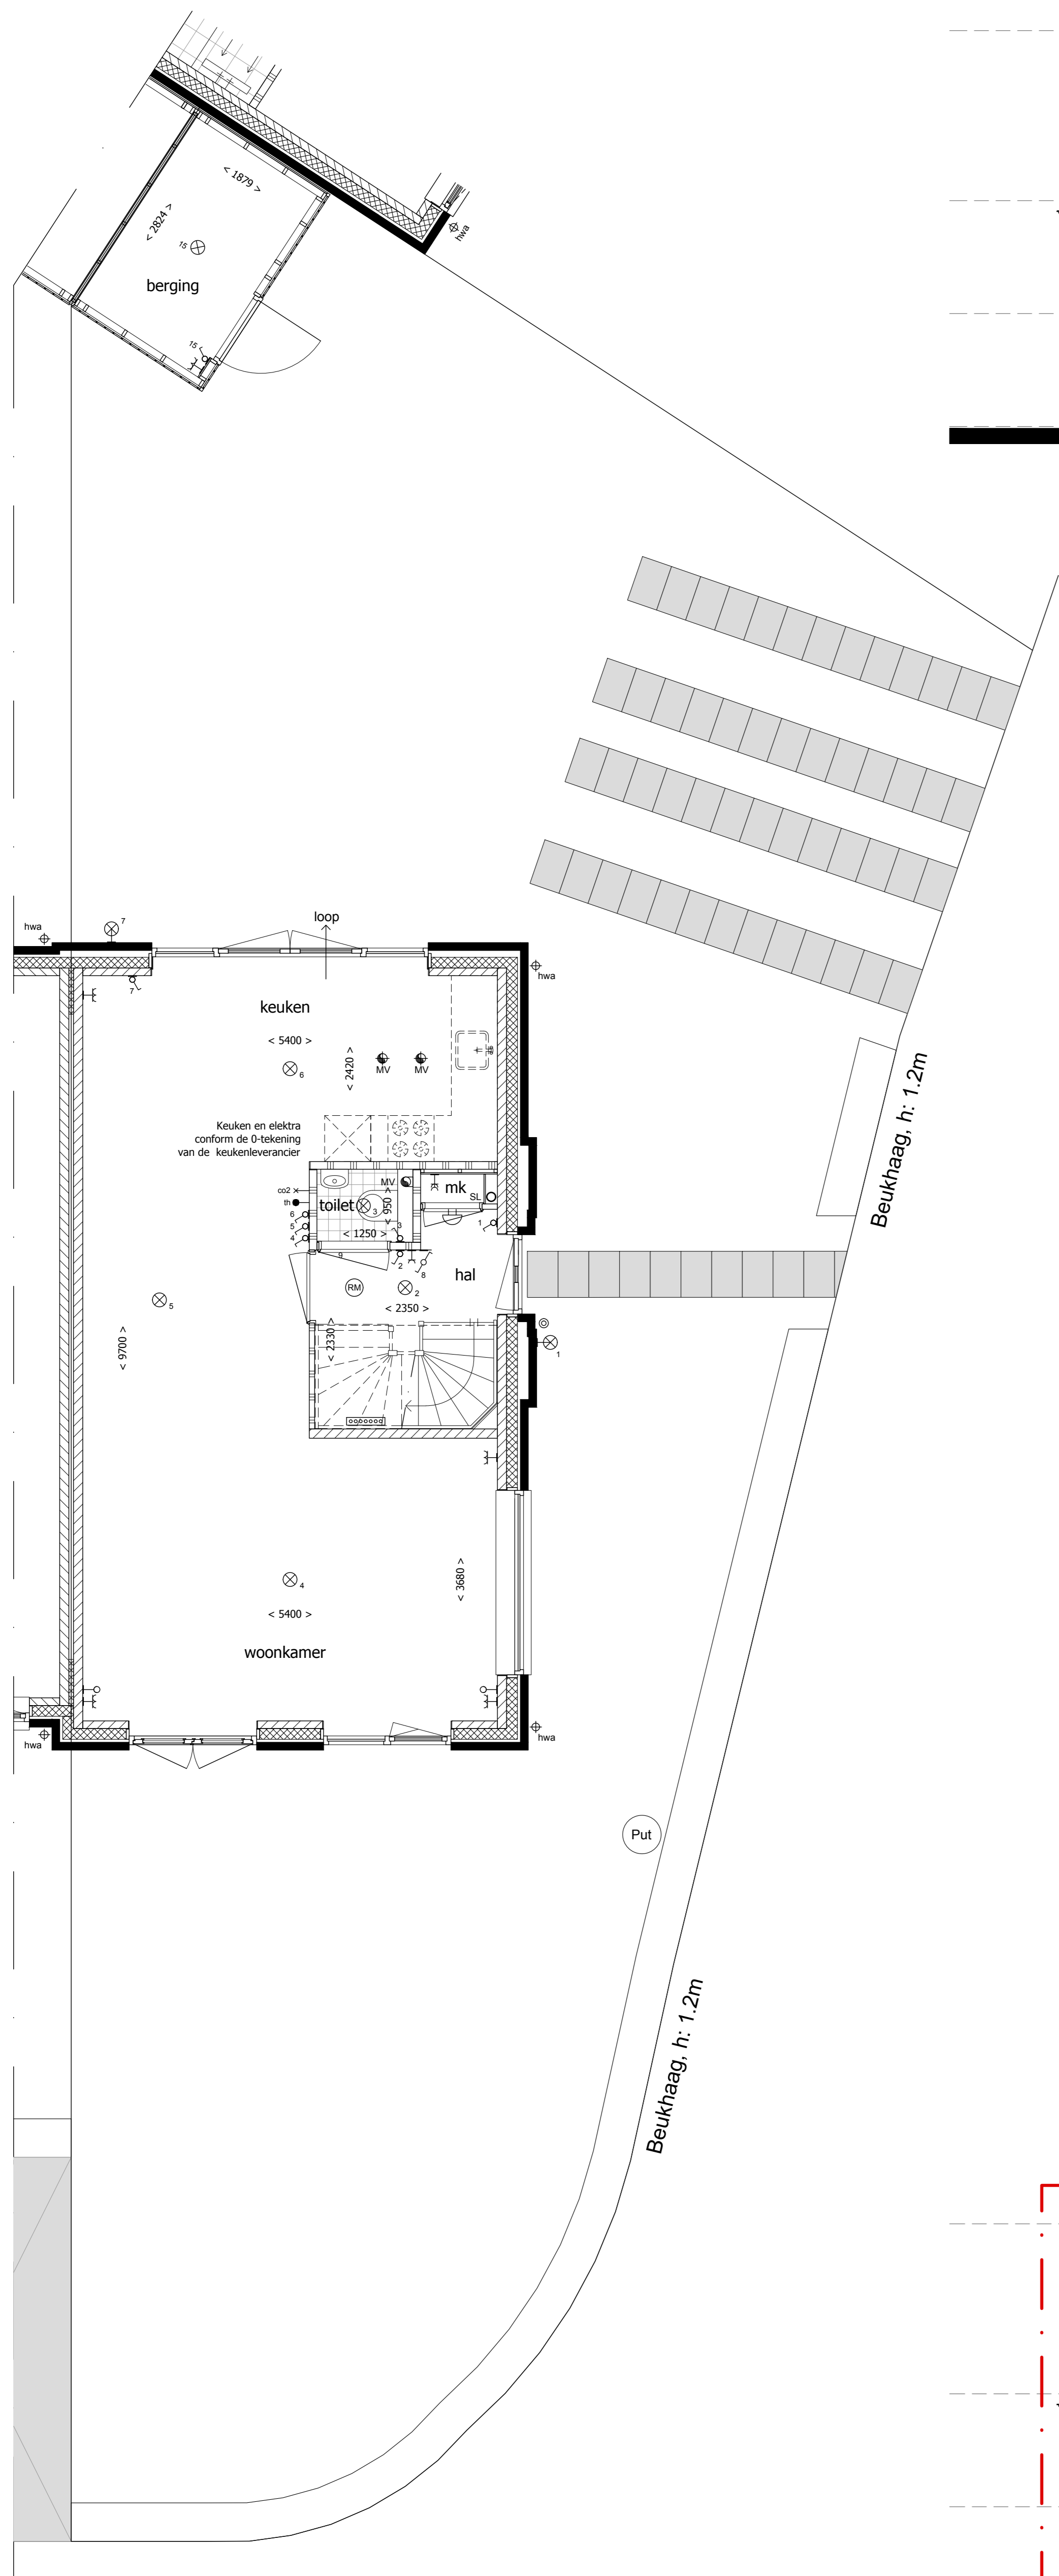 < 1879 >
< 2824 >
15
berging
hwa
15
loop
hwa
7
hwa
7
keuken
< 5400 >
6
< 2420 >
MV
MV
Keuken en elektra
conform de 0-tekening
van de keukenleverancier
co2
th
6
5
4
toilet
3
MV
< 950 >
< 1250 >
3
mk
SL
1
9
2
8
hal
RM
2
< 2350 >
< 2330 >
1
5
< 9700 >
4
< 5400 >
< 3680 >
woonkamer
hwa
hwa
Put
Beukhaag, h: 1.2m
Beukhaag, h: 1.2m